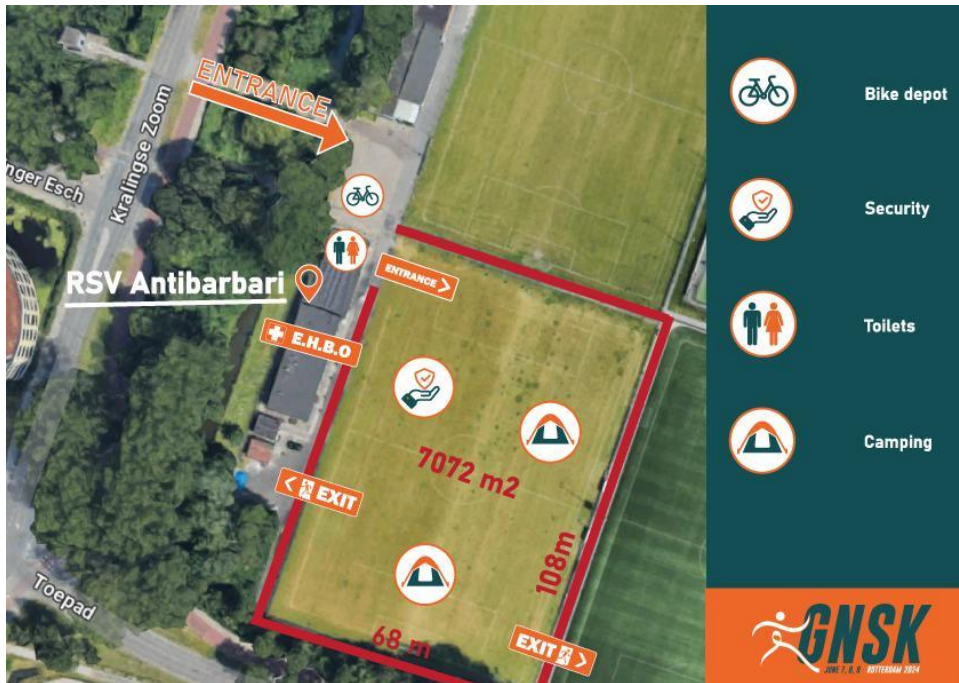 ENTRANCE
Kralingse Zoom
inger Esch
RSV Antibarbari
ENTRANCE >
E.H.B.O
7072 m2
< EXIT
108m
68 m
EXIT >
Toepad
Bike depot
Security
Toilets
Camping
GNSK
JUNE 7, 8, 9 ROTTERDAM 2024